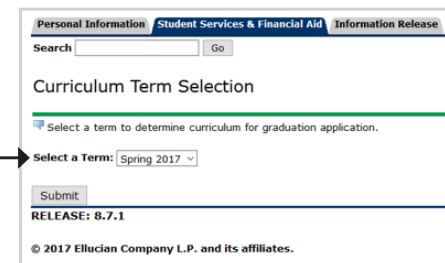 Personal Information Student Services & Financial Aid Information Release
Search Go
Curriculum Term Selection
Select a term to determine curriculum for graduation application.
Select a Term: Spring 2017
Submit
RELEASE: 8.7.1
© 2017 Ellucian Company L.P. and its affiliates.